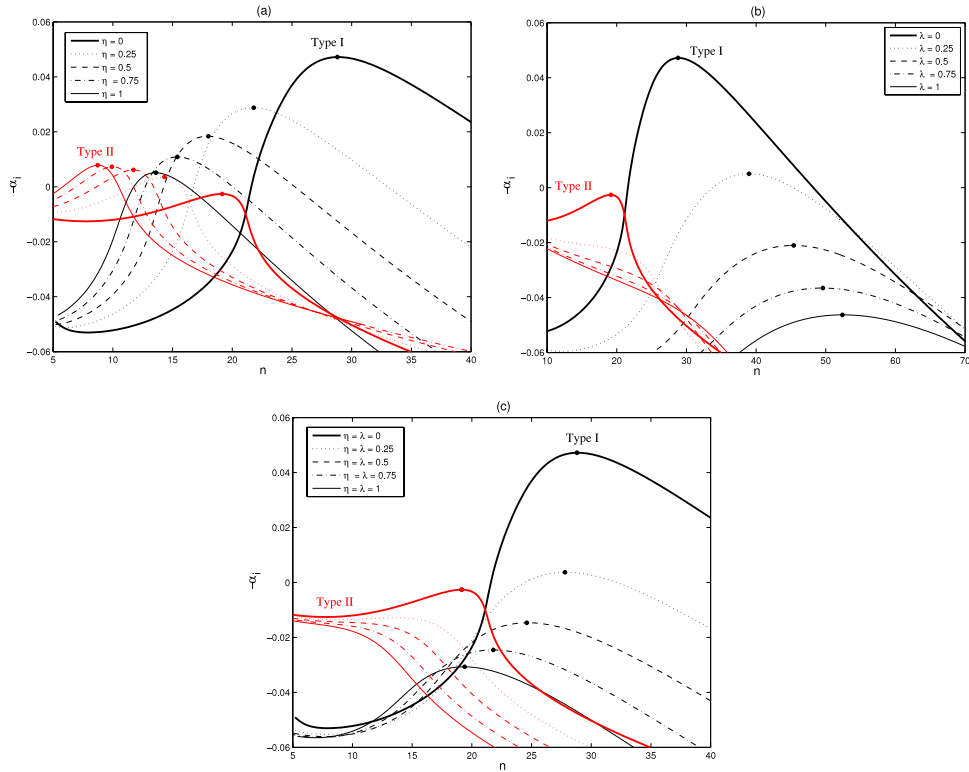 (a)
η = 0
η = 0.25
η = 0.5
η = 0.75
η = 1
Type I
Type II
0.06
0.04
0.02
0
−0.02
−0.04
−0.06
−αi
5 10 15 20 25 30 35 40
n
(b)
λ = 0
λ = 0.25
λ = 0.5
λ = 0.75
λ = 1
Type I
Type II
0.06
0.04
0.02
0
−0.02
−0.04
−0.06
−αi
10 20 30 40 50 60 70
n
(c)
η = λ = 0
η = λ = 0.25
η = λ = 0.5
η = λ = 0.75
η = λ = 1
Type I
Type II
0.06
0.04
0.02
0
−0.02
−0.04
−0.06
−αi
5 10 15 20 25 30 35 40
n